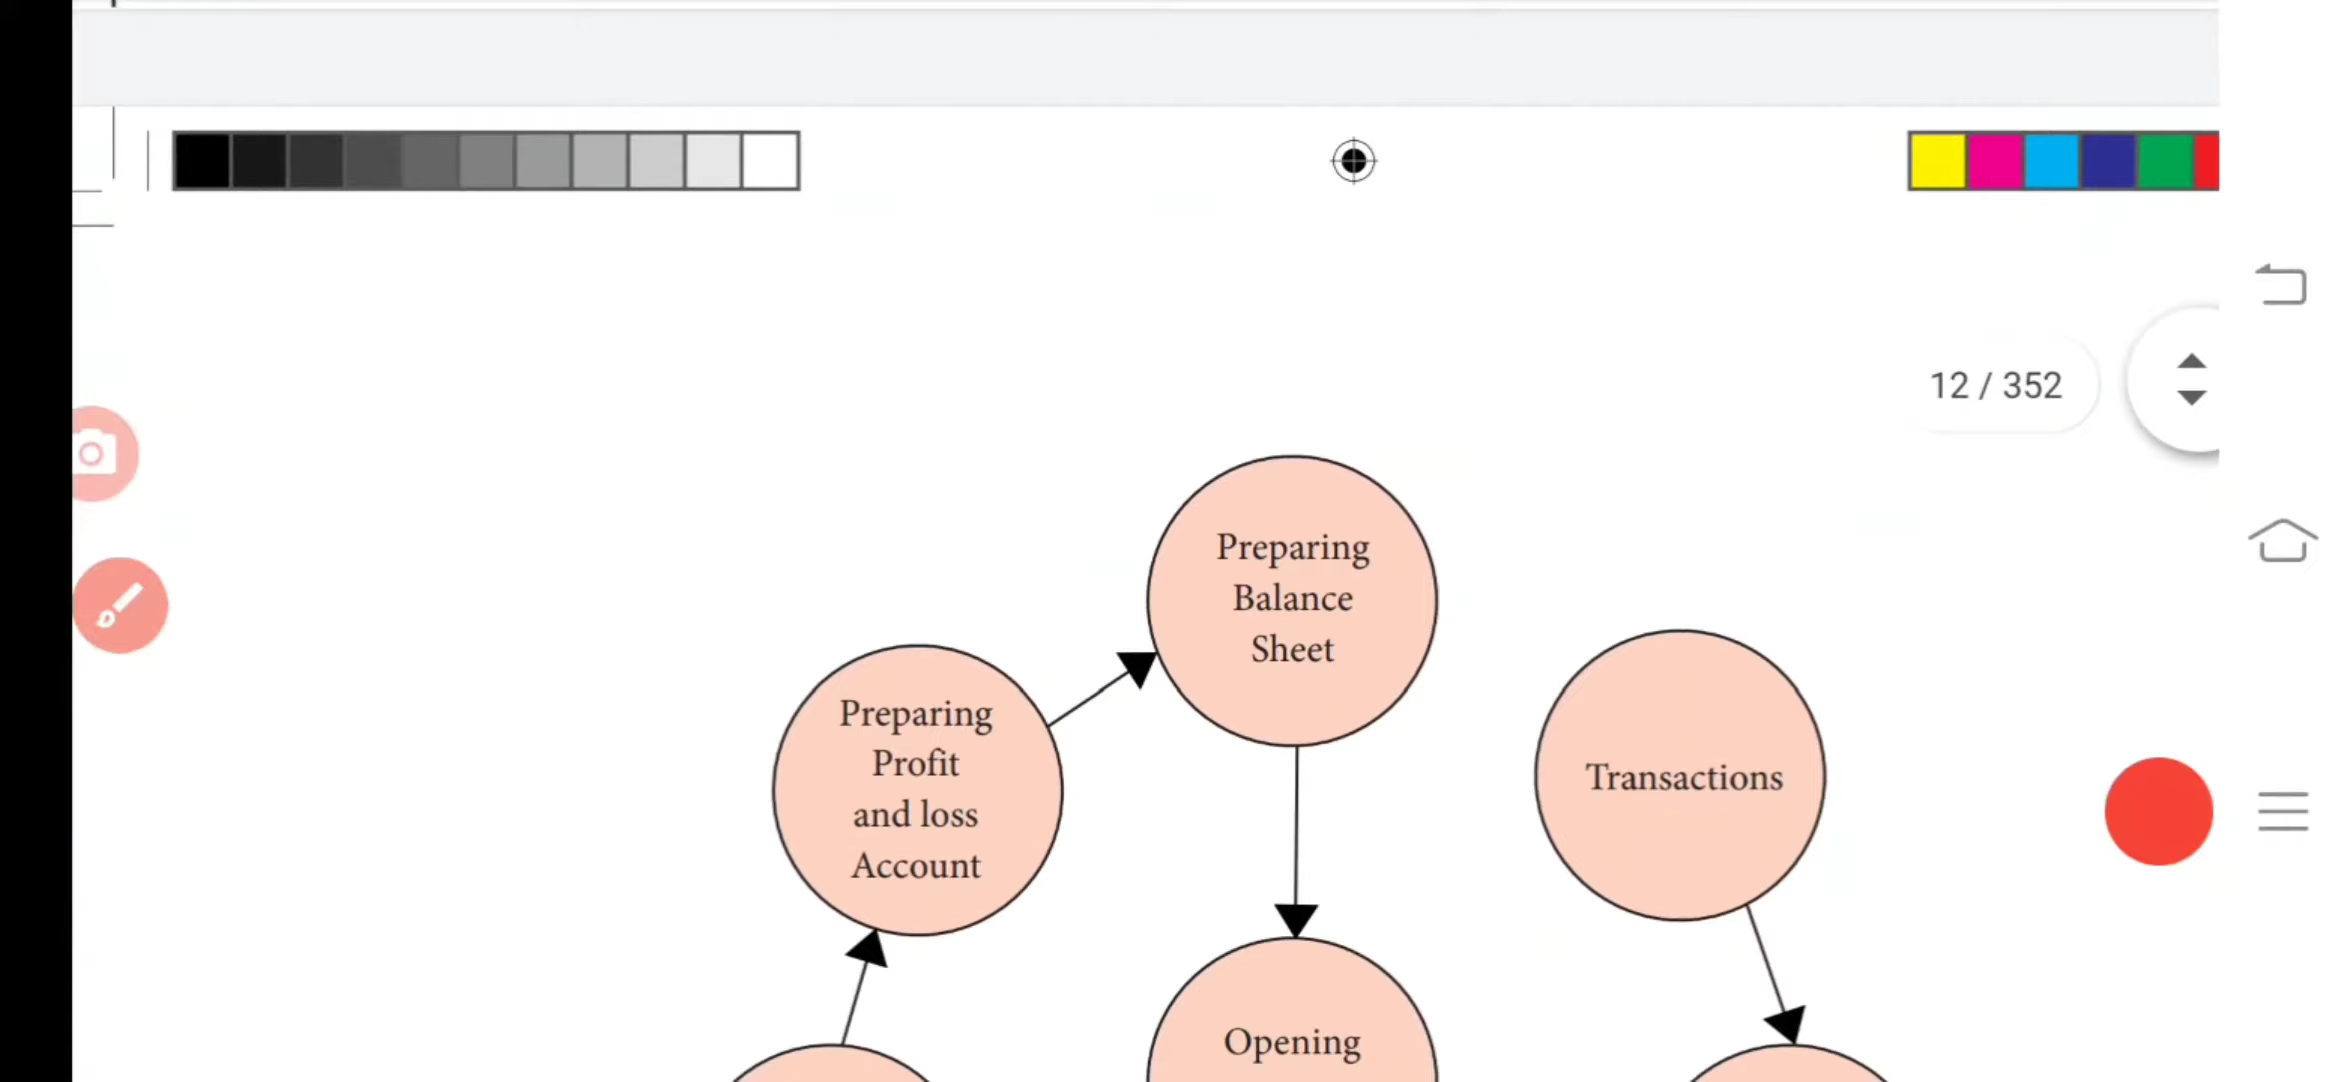 12 / 352
Preparing
Balance
Sheet
Preparing
Profit
and loss
Account
Transactions
Opening